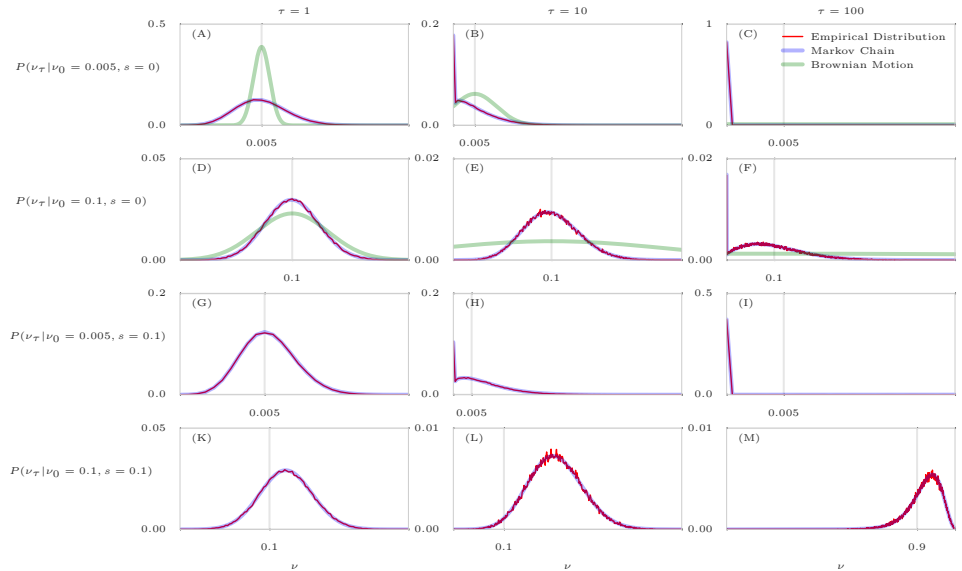 τ = 1
τ = 10
τ = 100
P(ν_τ|ν_0 = 0.005, s = 0)
0.5
0.0
(A)
0.005
0.2
0.0
(B)
0.005
1
0
(C)
Empirical Distribution
Markov Chain
Brownian Motion
0.005
P(ν_τ|ν_0 = 0.1, s = 0)
0.05
0.00
(D)
0.1
0.02
0.00
(E)
0.1
0.02
0.00
(F)
0.1
P(ν_τ|ν_0 = 0.005, s = 0.1)
0.2
0.0
(G)
0.005
0.2
0.0
(H)
0.005
0.5
0.0
(I)
0.005
P(ν_τ|ν_0 = 0.1, s = 0.1)
0.05
0.00
(K)
0.1
0.01
0.00
(L)
0.1
0.01
0.00
(M)
0.9
ν
ν
ν